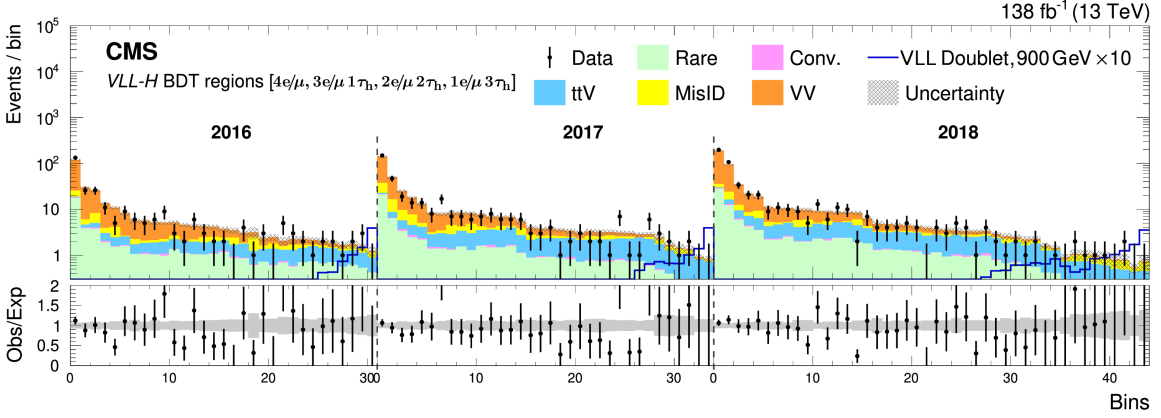 138 fb⁻¹ (13 TeV)
Events / bin
10⁵
10⁴
10³
10²
10
1
CMS
VLL-H BDT regions [4e/μ, 3e/μ 1τₕ, 2e/μ 2τₕ, 1e/μ 3τₕ]
Data Rare Conv. VLL Doublet, 900 GeV ×10
ttV MisID VV Uncertainty
2016 2017 2018
Obs/Exp
2
1.5
1
0.5
0
0 10 20 30 0 10 20 30 0 10 20 30 40
Bins